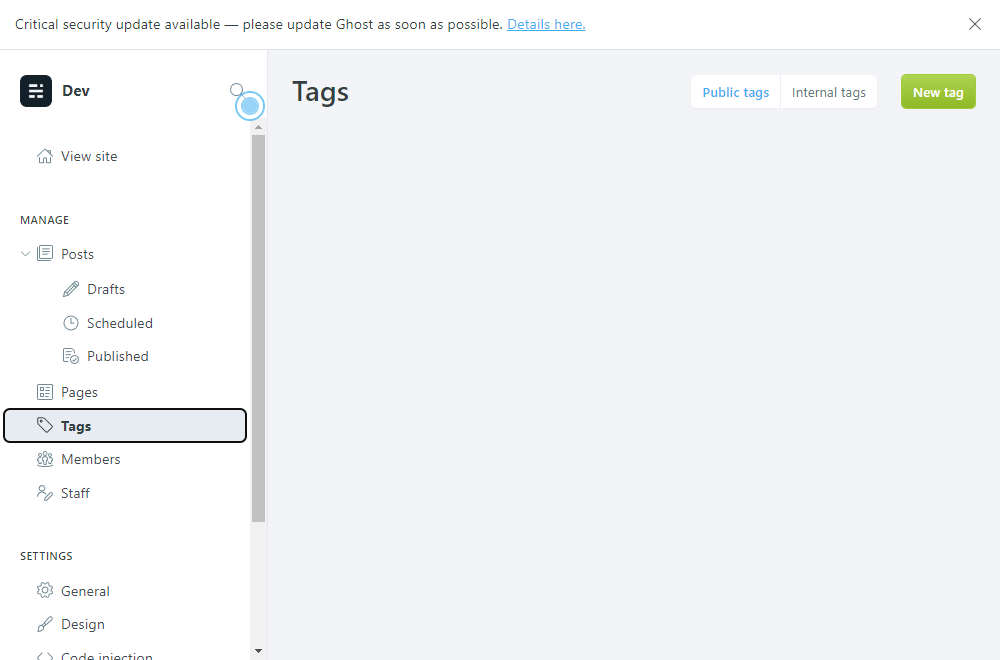 Critical security update available — please update Ghost as soon as possible. Details here.
Dev
View site
MANAGE
Posts
Drafts
Scheduled
Published
Pages
Tags
Members
Staff
SETTINGS
General
Design
Code injection
Tags
Public tags
Internal tags
New tag